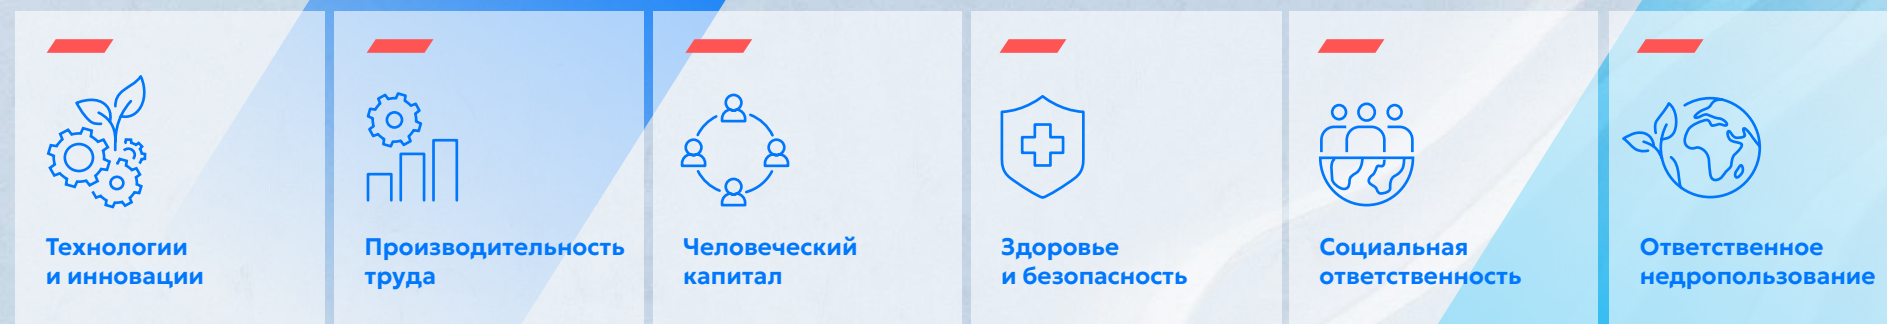 Технологии
и инновации
Производительность
труда
Человеческий
капитал
Здоровье
и безопасность
Социальная
ответственность
Ответственное
недропользование